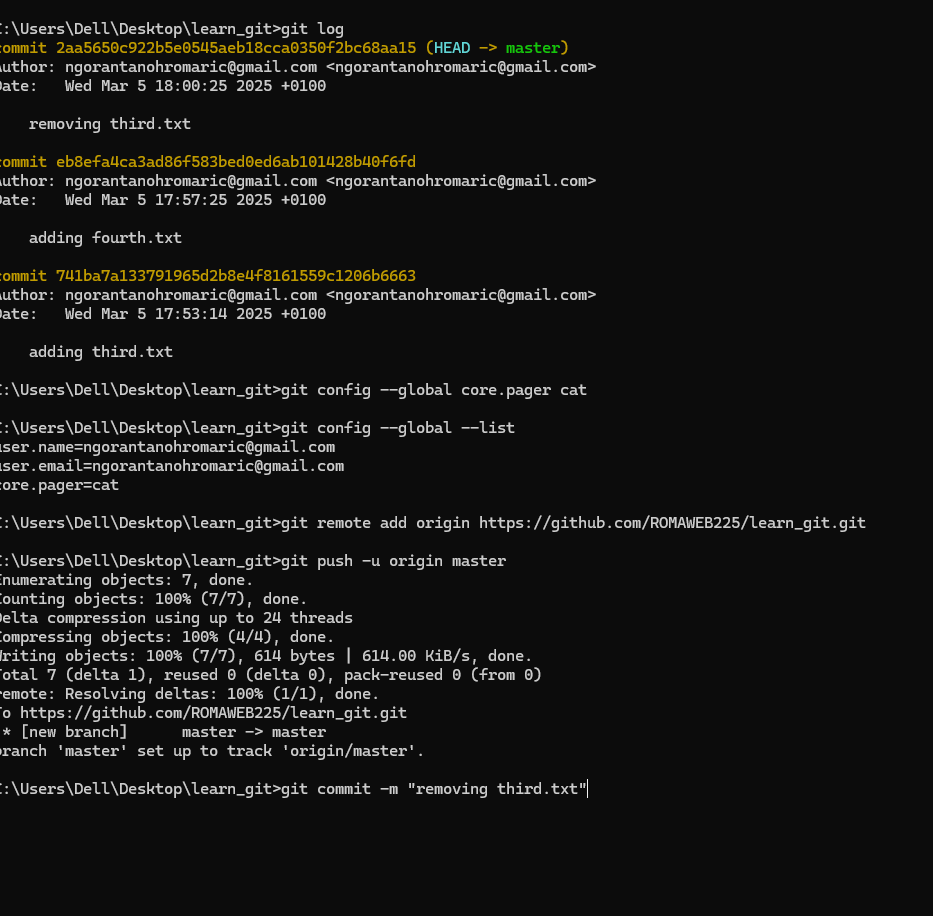 :\Users\Dell\Desktop\learn_git>git log
ommit 2aa5650c922b5e0545aeb18cca0350f2bc68aa15 (HEAD -> master)
uthor: ngorantanohromaric@gmail.com <ngorantanohromaric@gmail.com>
ate:   Wed Mar 5 18:00:25 2025 +0100
removing third.txt
ommit eb8efa4ca3ad86f583bed0ed6ab101428b40f6fd
uthor: ngorantanohromaric@gmail.com <ngorantanohromaric@gmail.com>
ate:   Wed Mar 5 17:57:25 2025 +0100
adding fourth.txt
ommit 741ba7a133791965d2b8e4f8161559c1206b6663
uthor: ngorantanohromaric@gmail.com <ngorantanohromaric@gmail.com>
ate:   Wed Mar 5 17:53:14 2025 +0100
adding third.txt
:\Users\Dell\Desktop\learn_git>git config --global core.pager cat
:\Users\Dell\Desktop\learn_git>git config --global --list
ser.name=ngorantanohromaric@gmail.com
ser.email=ngorantanohromaric@gmail.com
ore.pager=cat
:\Users\Dell\Desktop\learn_git>git remote add origin https://github.com/ROMAWEB225/learn_git.git
:\Users\Dell\Desktop\learn_git>git push -u origin master
numerating objects: 7, done.
ounting objects: 100% (7/7), done.
elta compression using up to 24 threads
ompressing objects: 100% (4/4), done.
riting objects: 100% (7/7), 614 bytes | 614.00 KiB/s, done.
otal 7 (delta 1), reused 0 (delta 0), pack-reused 0 (from 0)
emote: Resolving deltas: 100% (1/1), done.
o https://github.com/ROMAWEB225/learn_git.git
* [new branch]      master -> master
ranch 'master' set up to track 'origin/master'.
:\Users\Dell\Desktop\learn_git>git commit -m "removing third.txt"